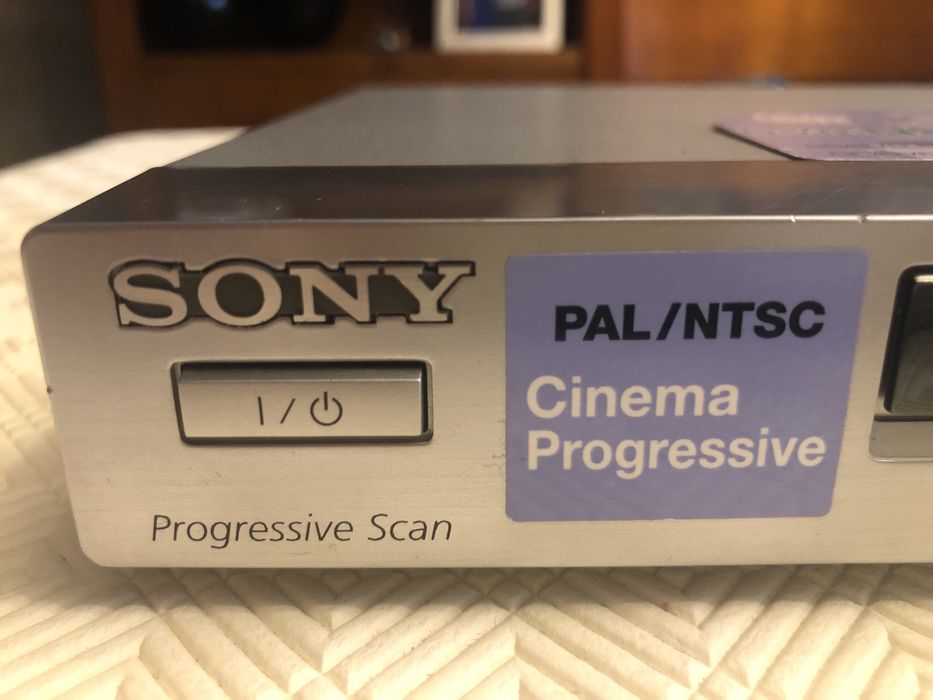 SONY
PAL/NTSC
Cinema
Progressive
Progressive Scan